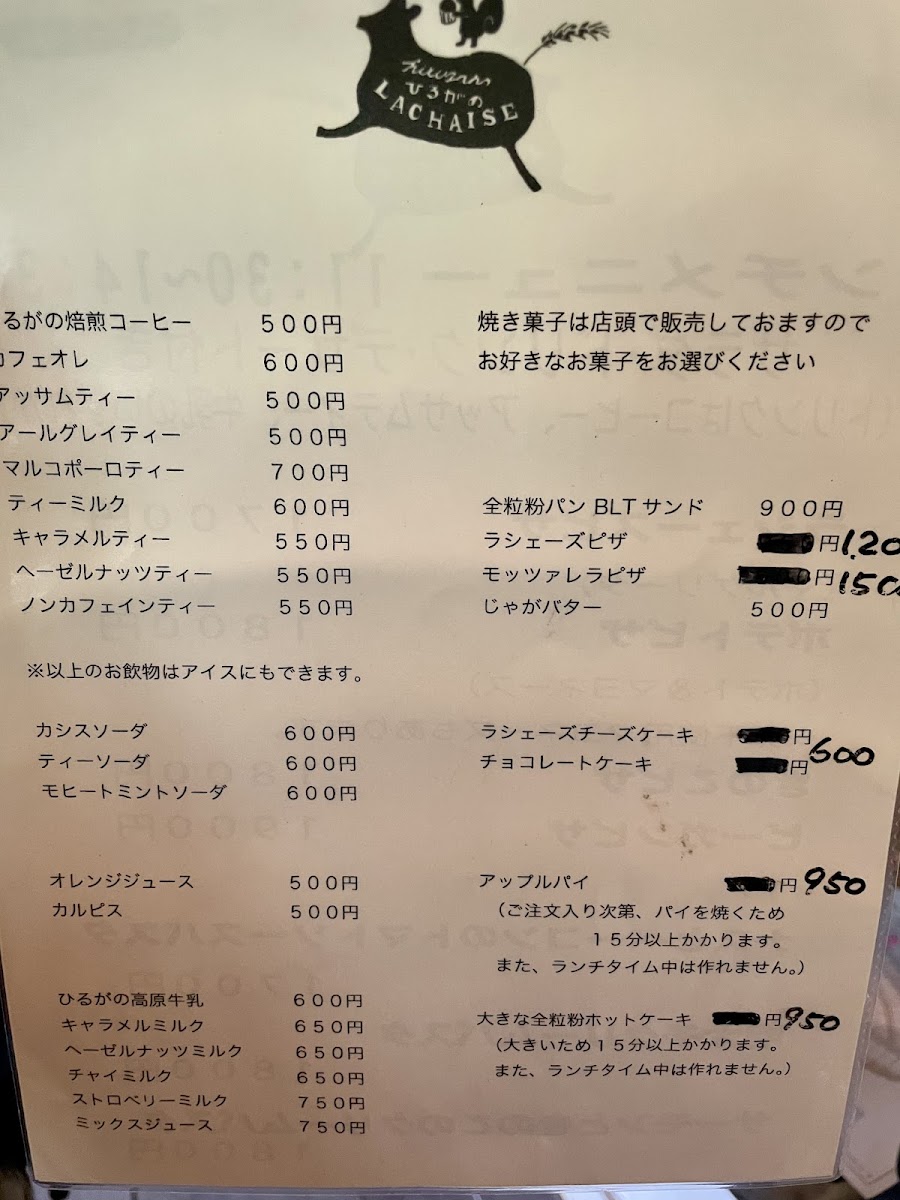 ひるがの
LACHAISE
るがの焙煎コーヒー 500円
カフェオレ 600円
アッサムティー 500円
アールグレイティー 500円
マルコポーロティー 700円
ティーミルク 600円
キャラメルティー 550円
ヘーゼルナッツティー 550円
ノンカフェインティー 550円
※以上のお飲物はアイスにもできます。
カシスソーダ 600円
ティーソーダ 600円
モヒートミントソーダ 600円
オレンジジュース 500円
カルピス 500円
ひるがの高原牛乳 600円
キャラメルミルク 650円
ヘーゼルナッツミルク 650円
チャイミルク 650円
ストロベリーミルク 750円
ミックスジュース 750円
焼き菓子は店頭で販売しておますので
お好きなお菓子をお選びください
全粒粉パン BLTサンド 900円
ラシェーズピザ 円120
モッツァレラピザ 円150
じゃがバター 500円
ラシェーズチーズケーキ 円
チョコレートケーキ 円 600
アップルパイ 円950
（ご注文入り次第、パイを焼くため
15分以上かかります。
また、ランチタイム中は作れません。）
大きな全粒粉ホットケーキ 円950
（大きいため15分以上かかります。
また、ランチタイム中は作れません。）